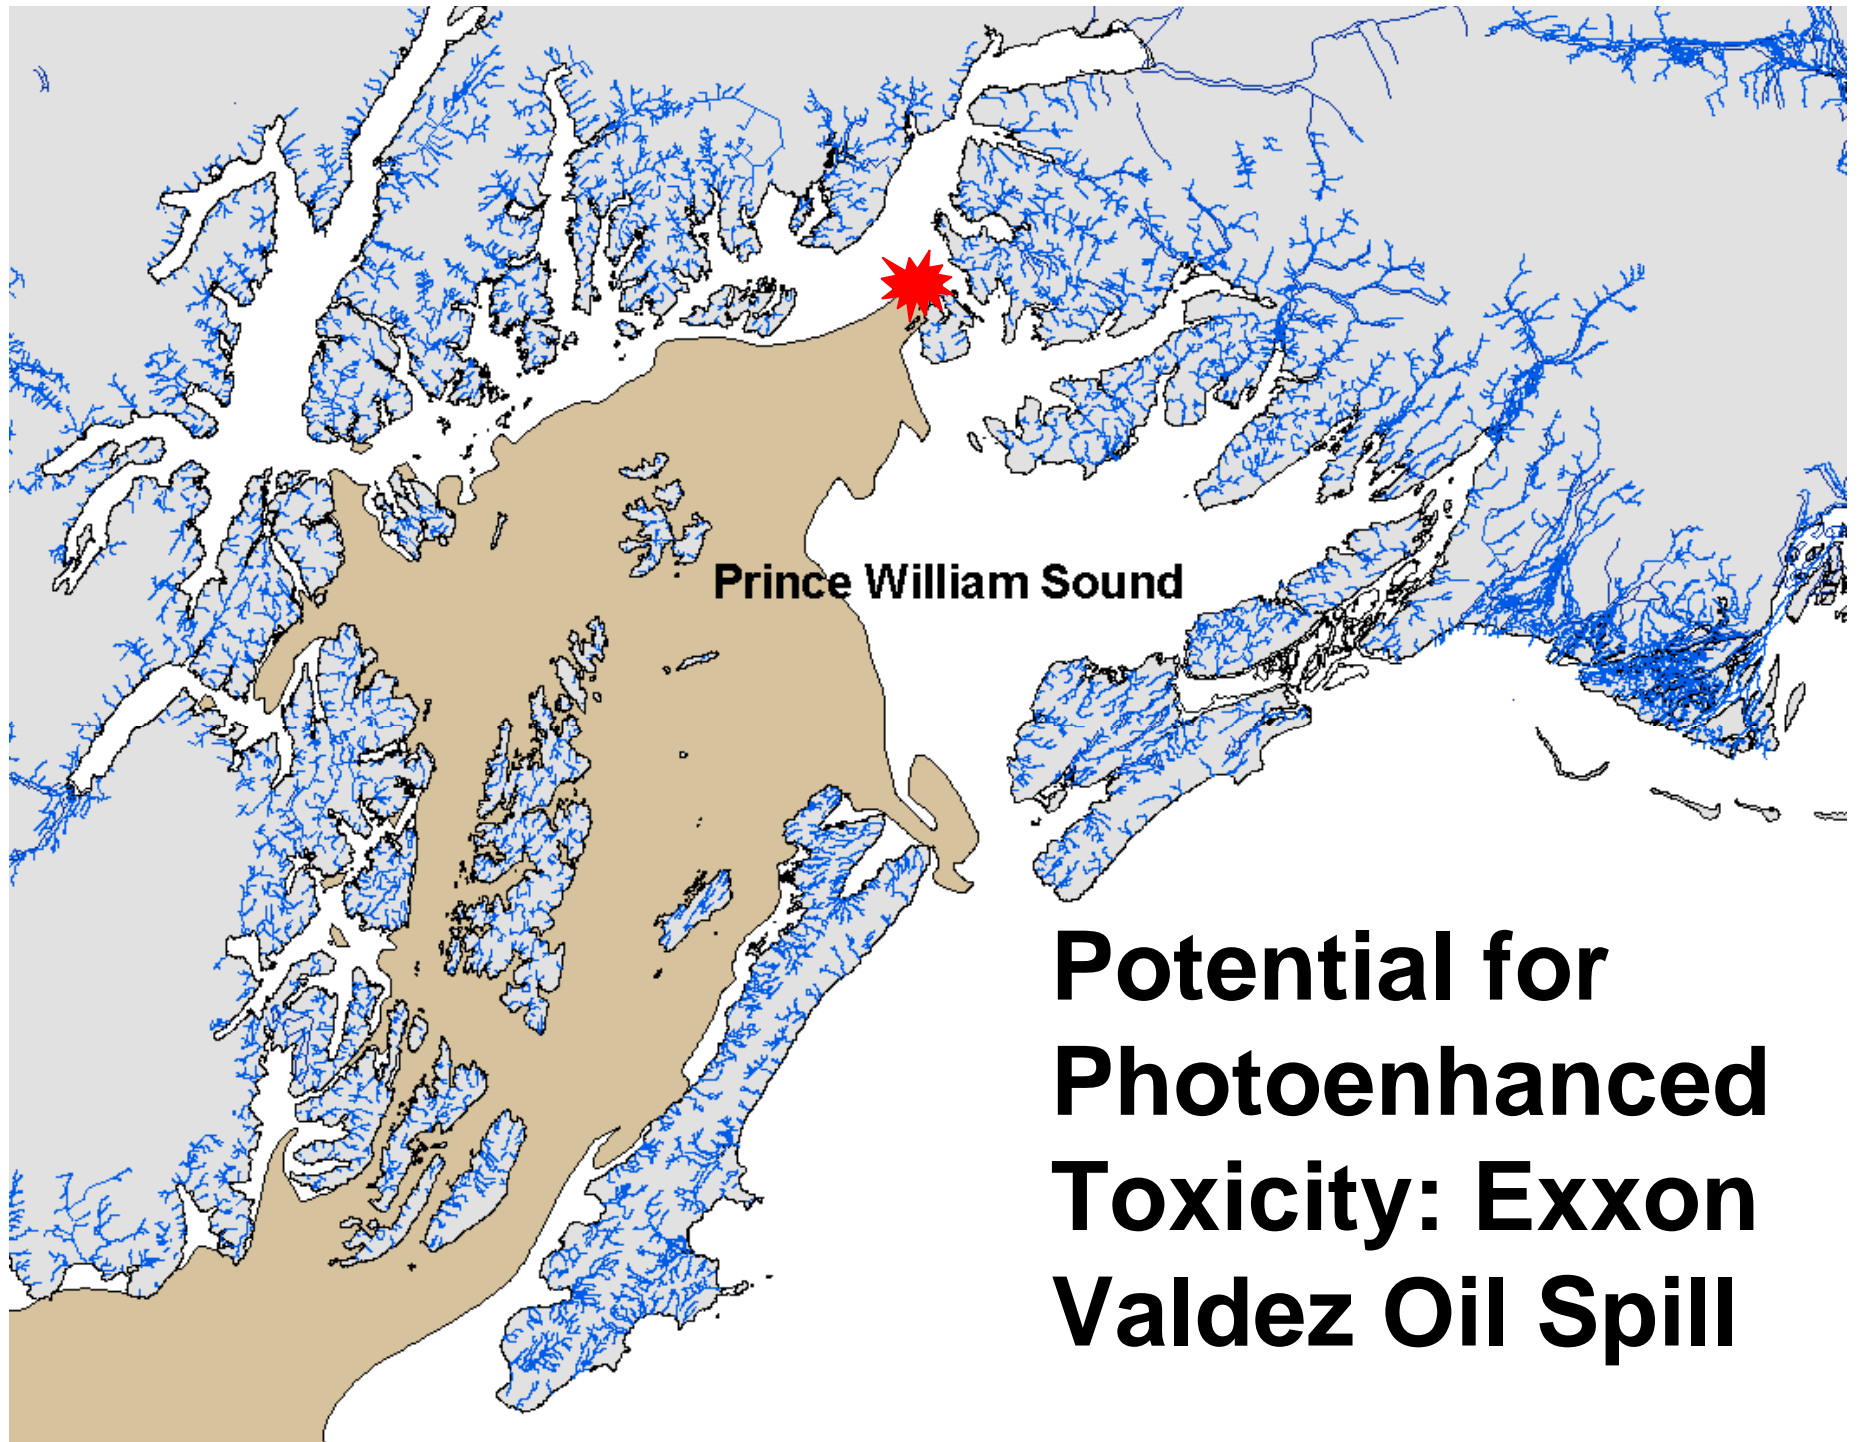 Prince William Sound
Potential for
Photoenhanced
Toxicity: Exxon
Valdez Oil Spill